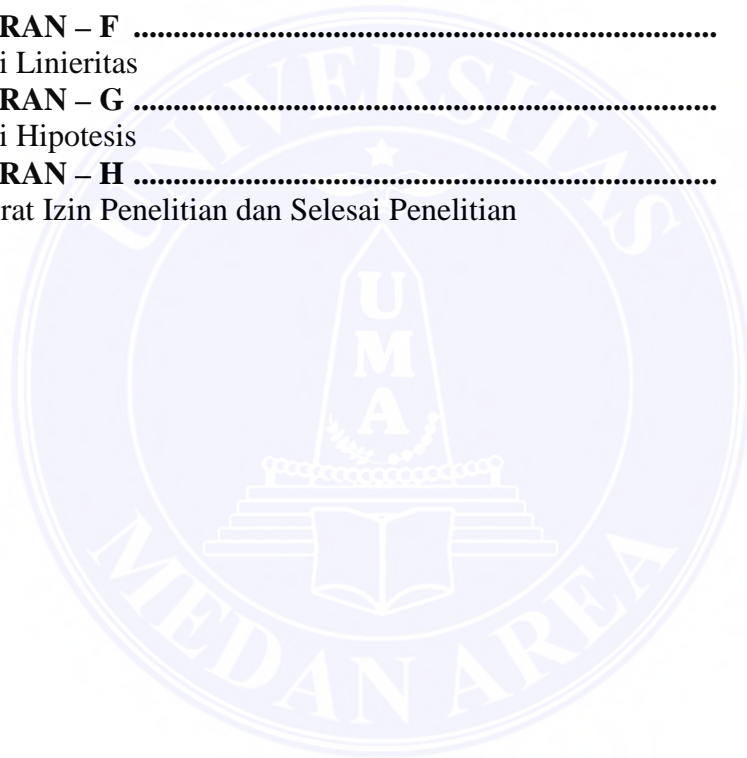 RAN – F ...........................................................................
i Linieritas
RAN – G ...........................................................................
i Hipotesis
RAN – H ...........................................................................
rat Izin Penelitian dan Selesai Penelitian
UNIVERSITAS
U
M
A
MEDAN AREA